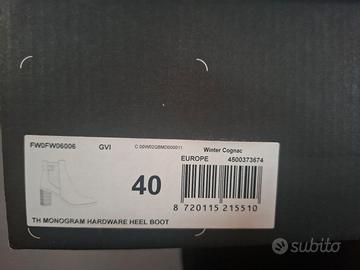 FW0FW06006 GVI C 00W02GBMD000011 Winter Cognac
EUROPE 4500373674
40
8 720115 215510
TH MONOGRAM HARDWARE HEEL BOOT
subito